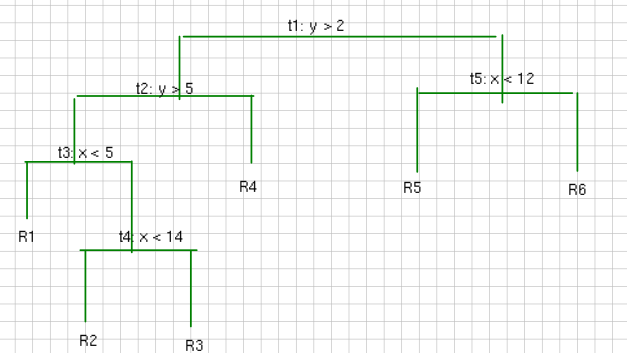 t1: y > 2
t5: x < 12
t2: y > 5
t3: x < 5
R4
R5
R6
R1
t4: x < 14
R2
R3